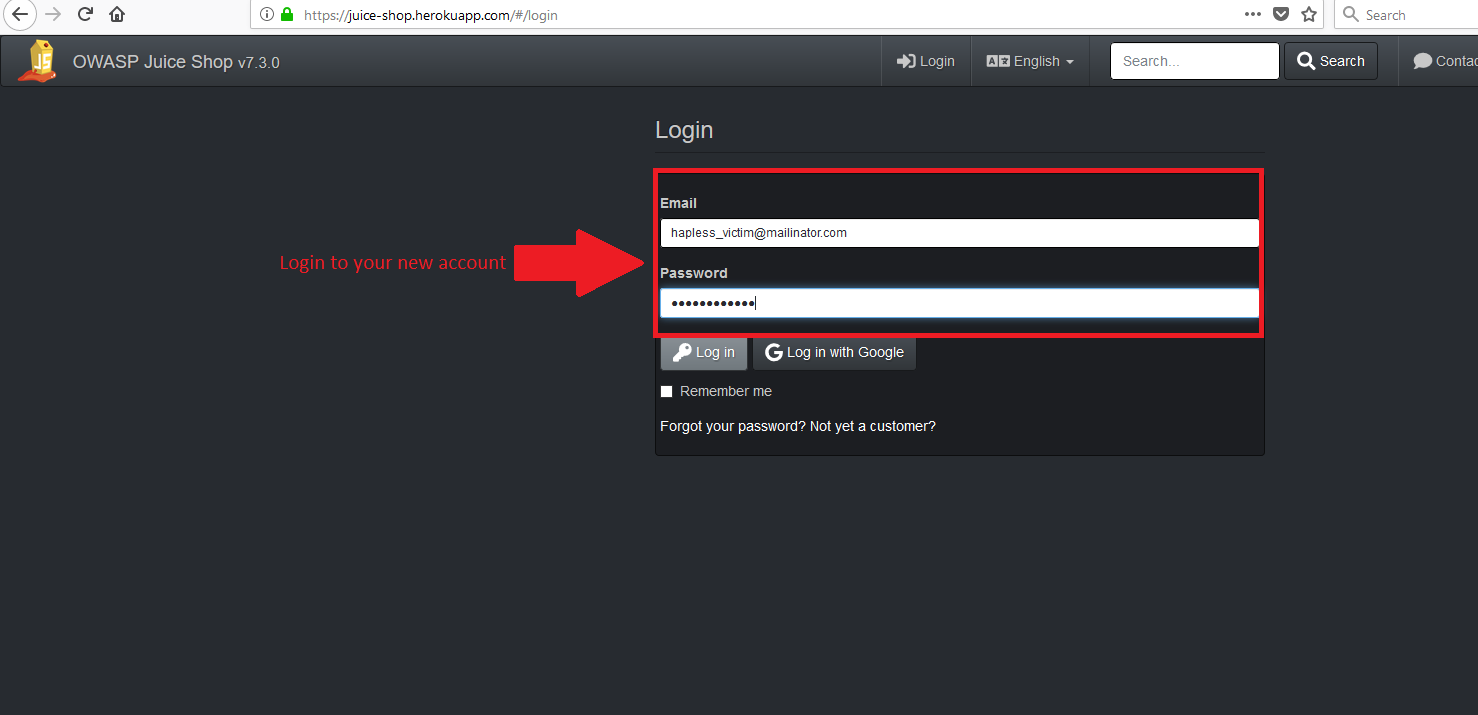 https://juice-shop.herokuapp.com/#/login
Search
JS
OWASP Juice Shop v7.3.0
Login
English
Search...
Search
Contac
Login
Email
hapless_victim@mailinator.com
Login to your new account
Password
••••••••••••
Log in
G Log in with Google
Remember me
Forgot your password? Not yet a customer?